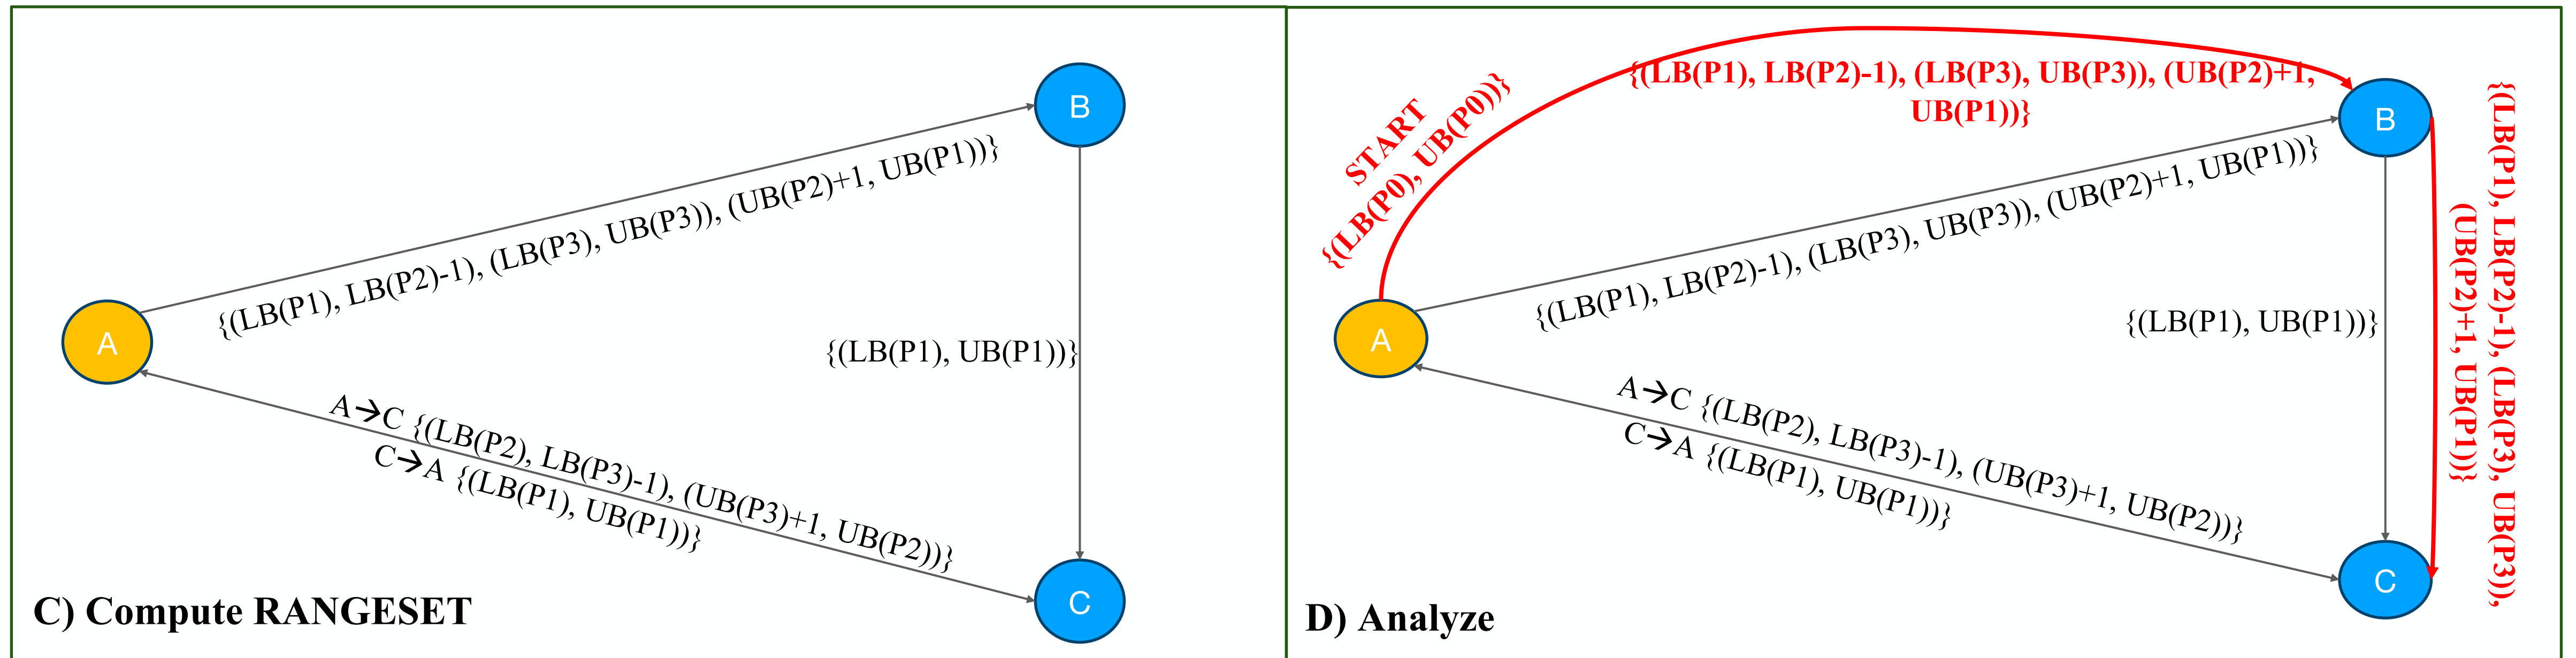 B
{(LB(P1), LB(P2)-1), (LB(P3), UB(P3)), (UB(P2)+1, UB(P1))}
A
{(LB(P1), UB(P1))}
A→C {(LB(P2), LB(P3)-1), (UB(P3)+1, UB(P2))}
C→A {(LB(P1), UB(P1))}
C
C) Compute RANGESET
START
{(LB(P0), UB(P0))}
{(LB(P1), LB(P2)-1), (LB(P3), UB(P3)), (UB(P2)+1,
UB(P1))}
B
{(LB(P1), LB(P2)-1), (LB(P3), UB(P3)),
(UB(P2)+1, UB(P1))}
{(LB(P1), LB(P2)-1), (LB(P3), UB(P3)), (UB(P2)+1, UB(P1))}
A
{(LB(P1), UB(P1))}
A→C {(LB(P2), LB(P3)-1), (UB(P3)+1, UB(P2))}
C→A {(LB(P1), UB(P1))}
C
D) Analyze